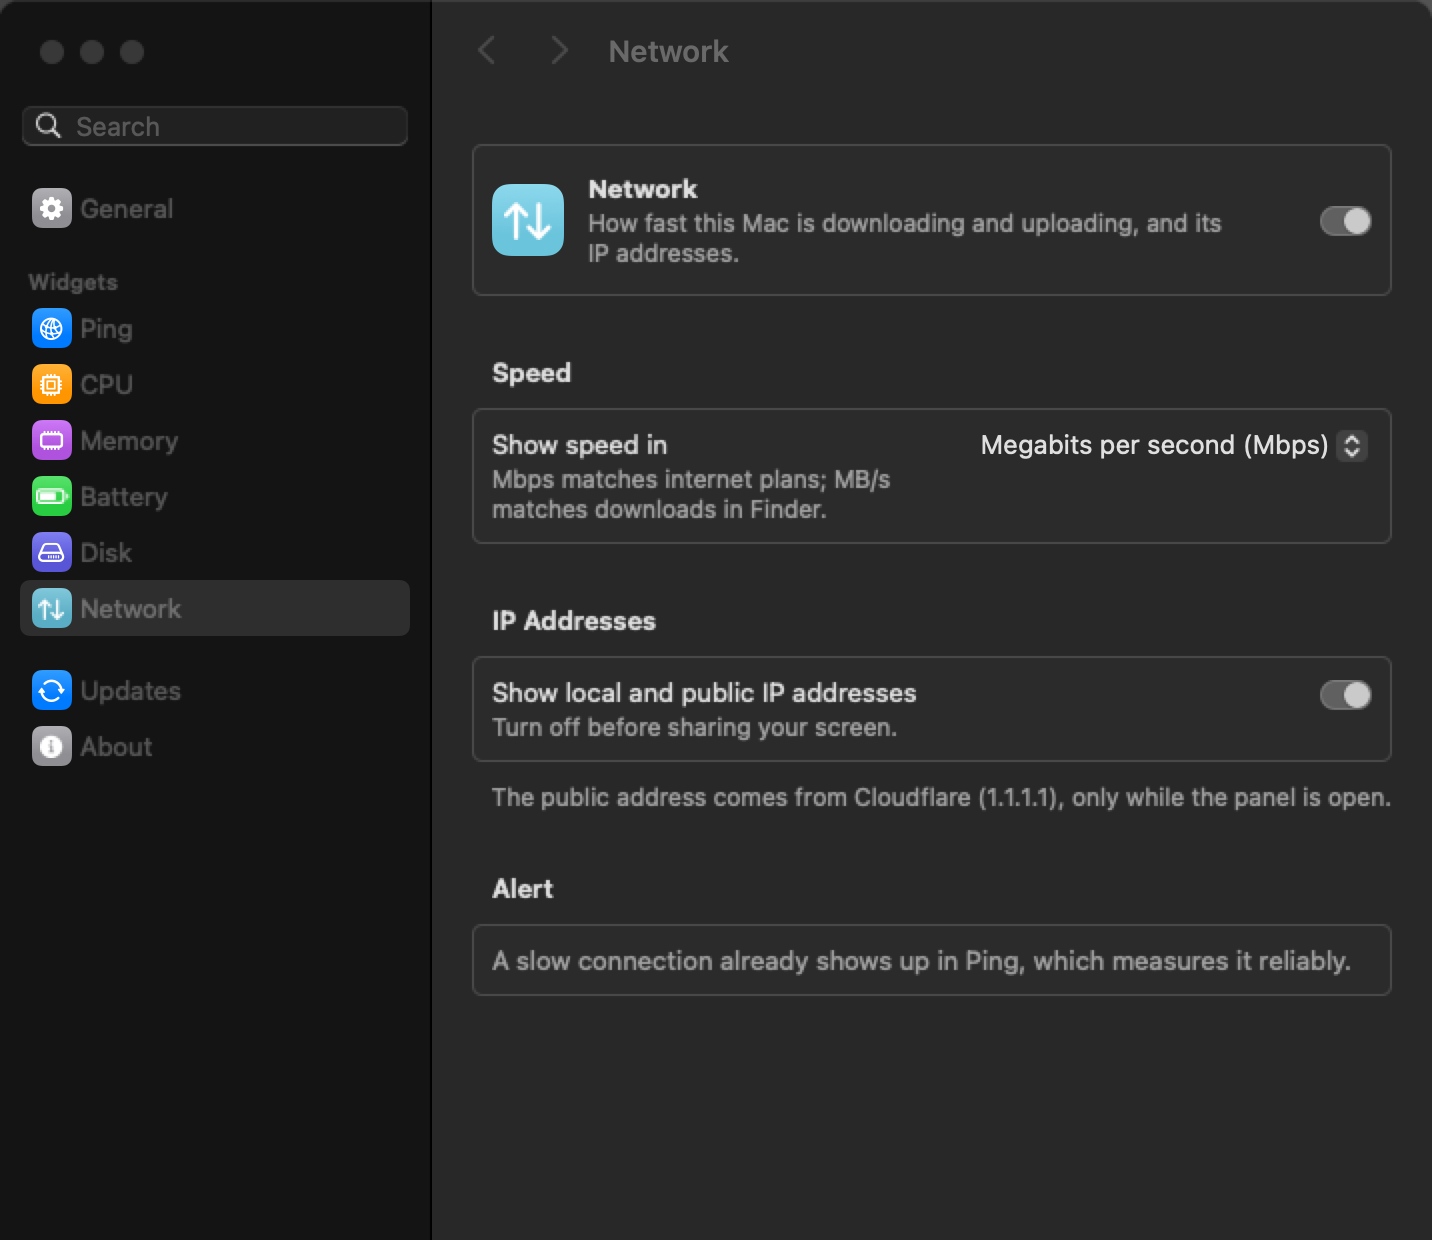 Network
Search
General
Widgets
Ping
CPU
Memory
Battery
Disk
Network
Updates
About
Network
How fast this Mac is downloading and uploading, and its
IP addresses.
Speed
Show speed in
Megabits per second (Mbps)
Mbps matches internet plans; MB/s
matches downloads in Finder.
IP Addresses
Show local and public IP addresses
Turn off before sharing your screen.
The public address comes from Cloudflare (1.1.1.1), only while the panel is open.
Alert
A slow connection already shows up in Ping, which measures it reliably.